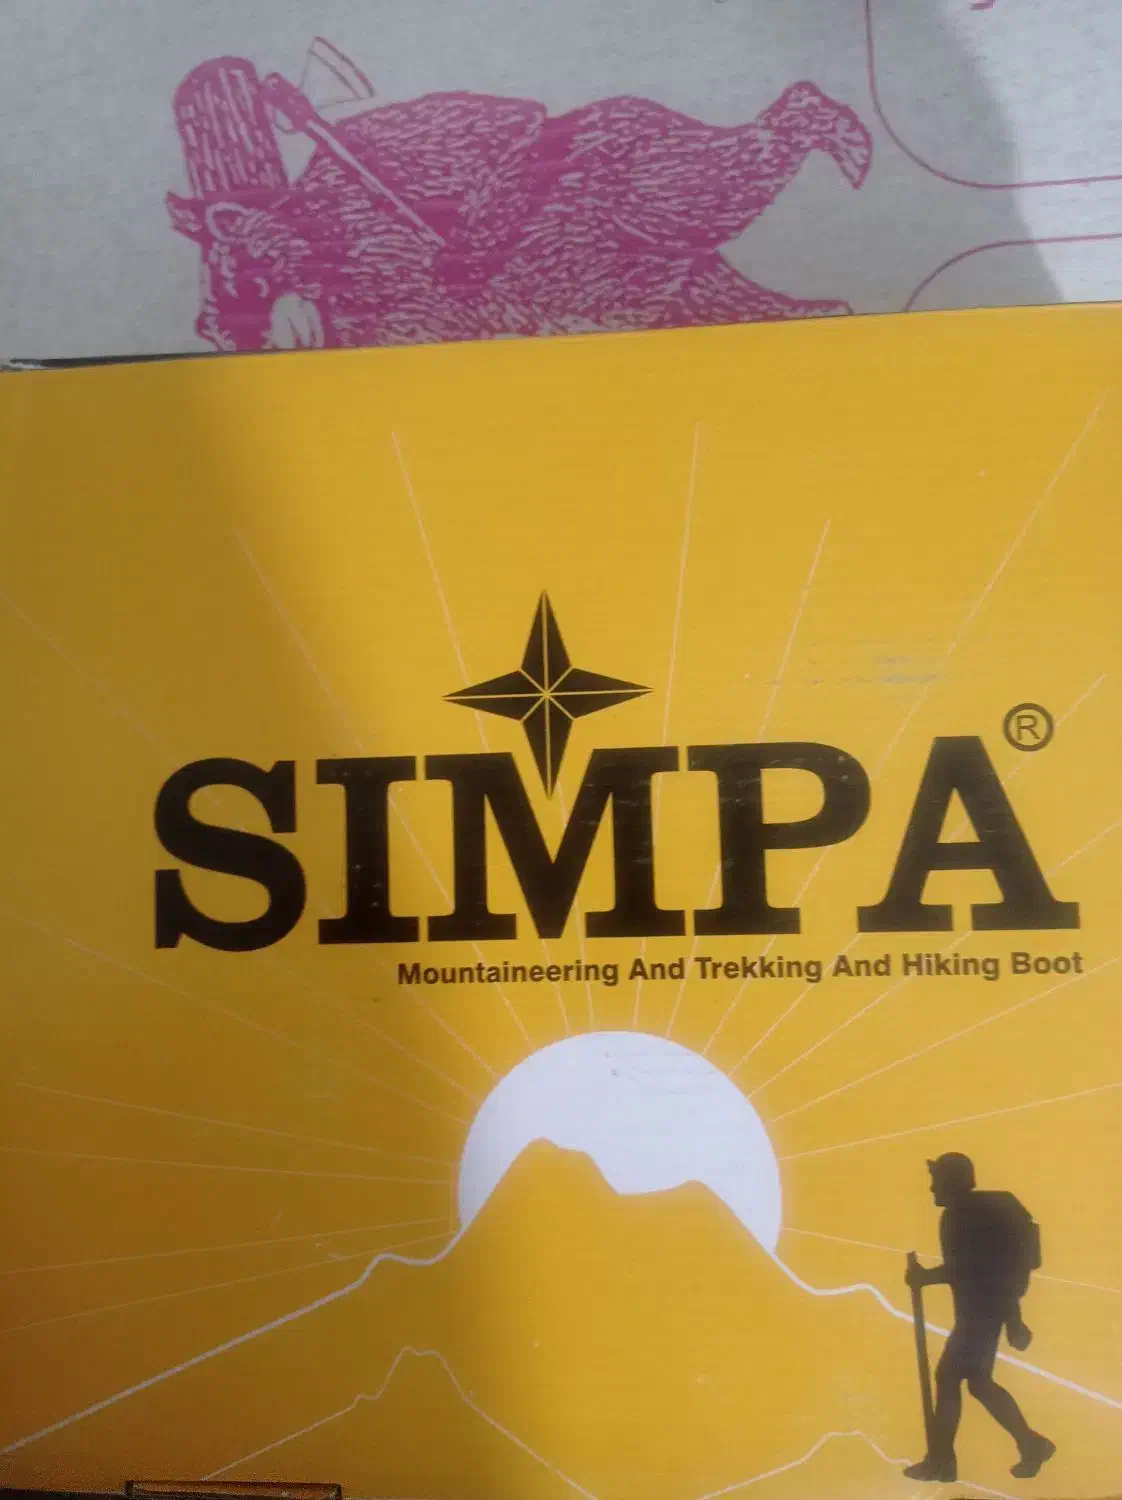 SIMPA®
Mountaineering And Trekking And Hiking Boot